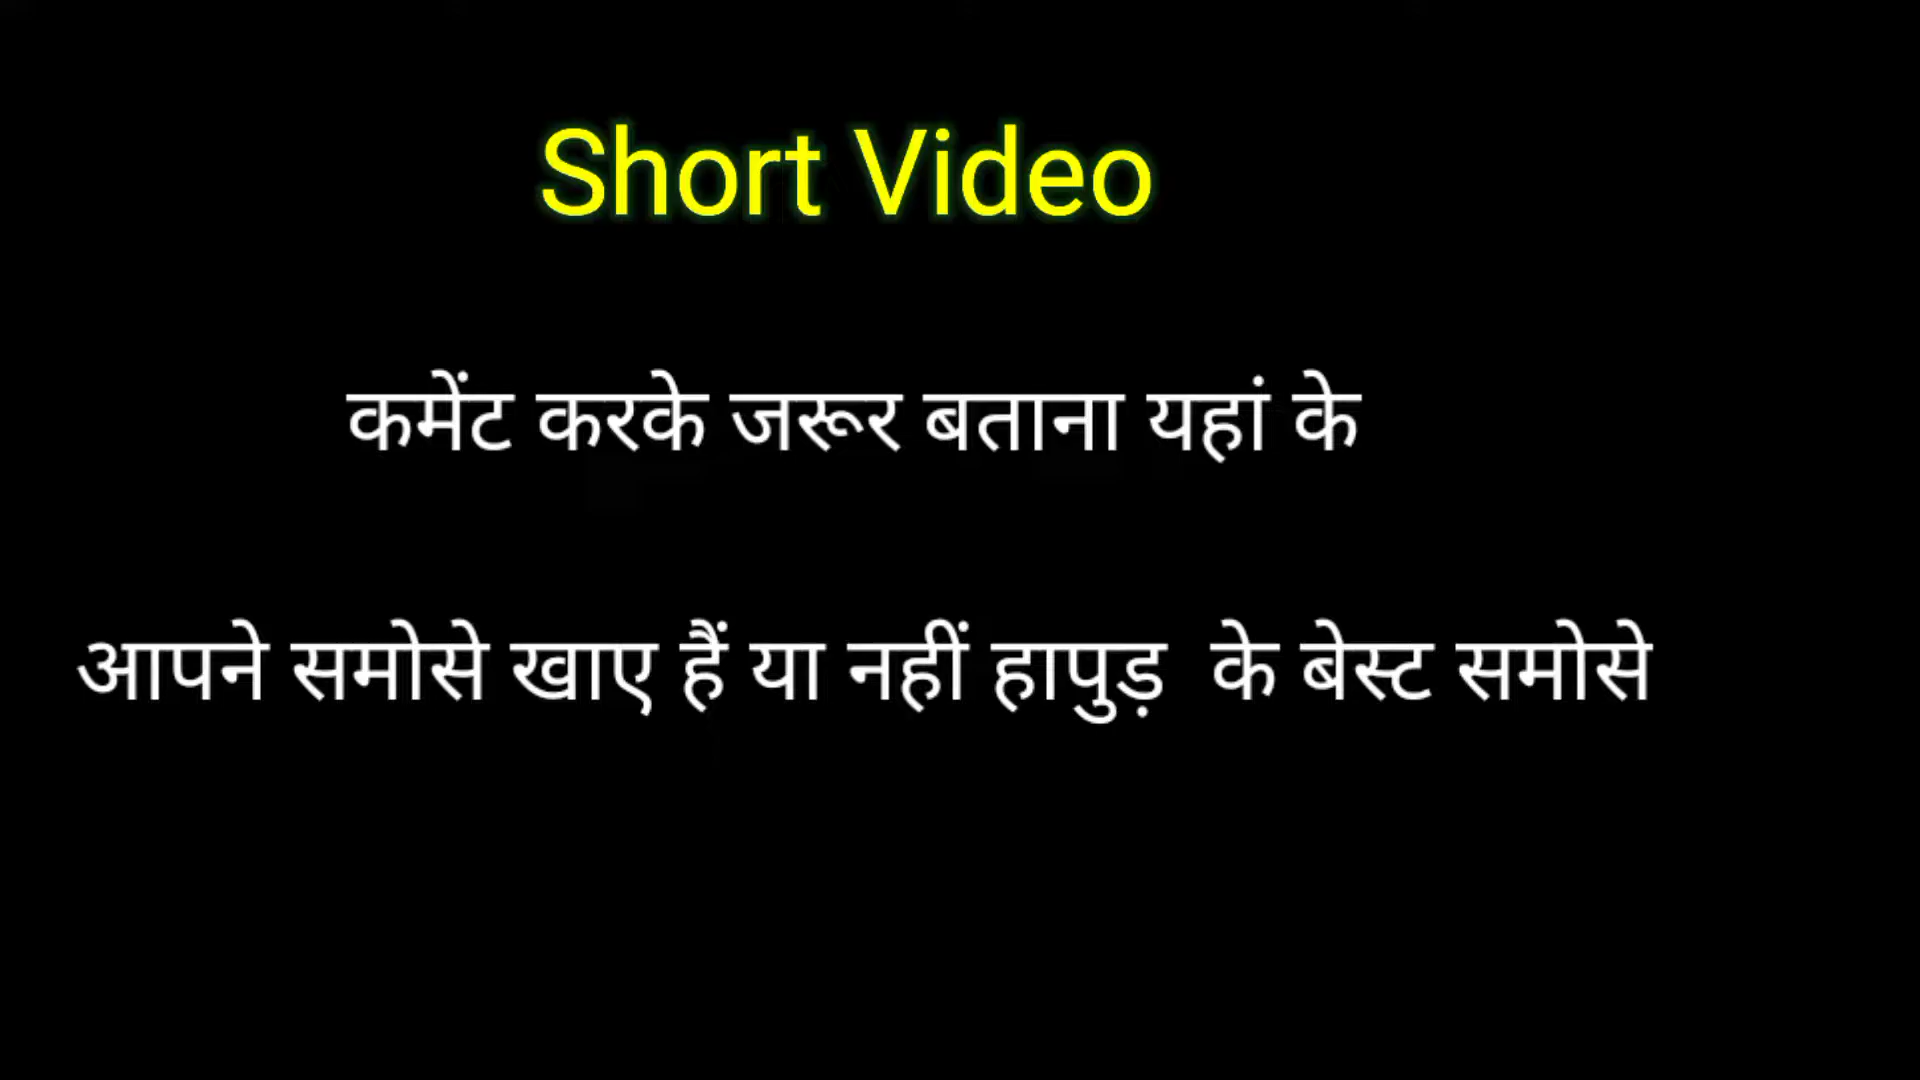 Short Video
कमेंट करके जरूर बताना यहां के
आपने समोसे खाए हैं या नहीं हापुड़  के बेस्ट समोसे